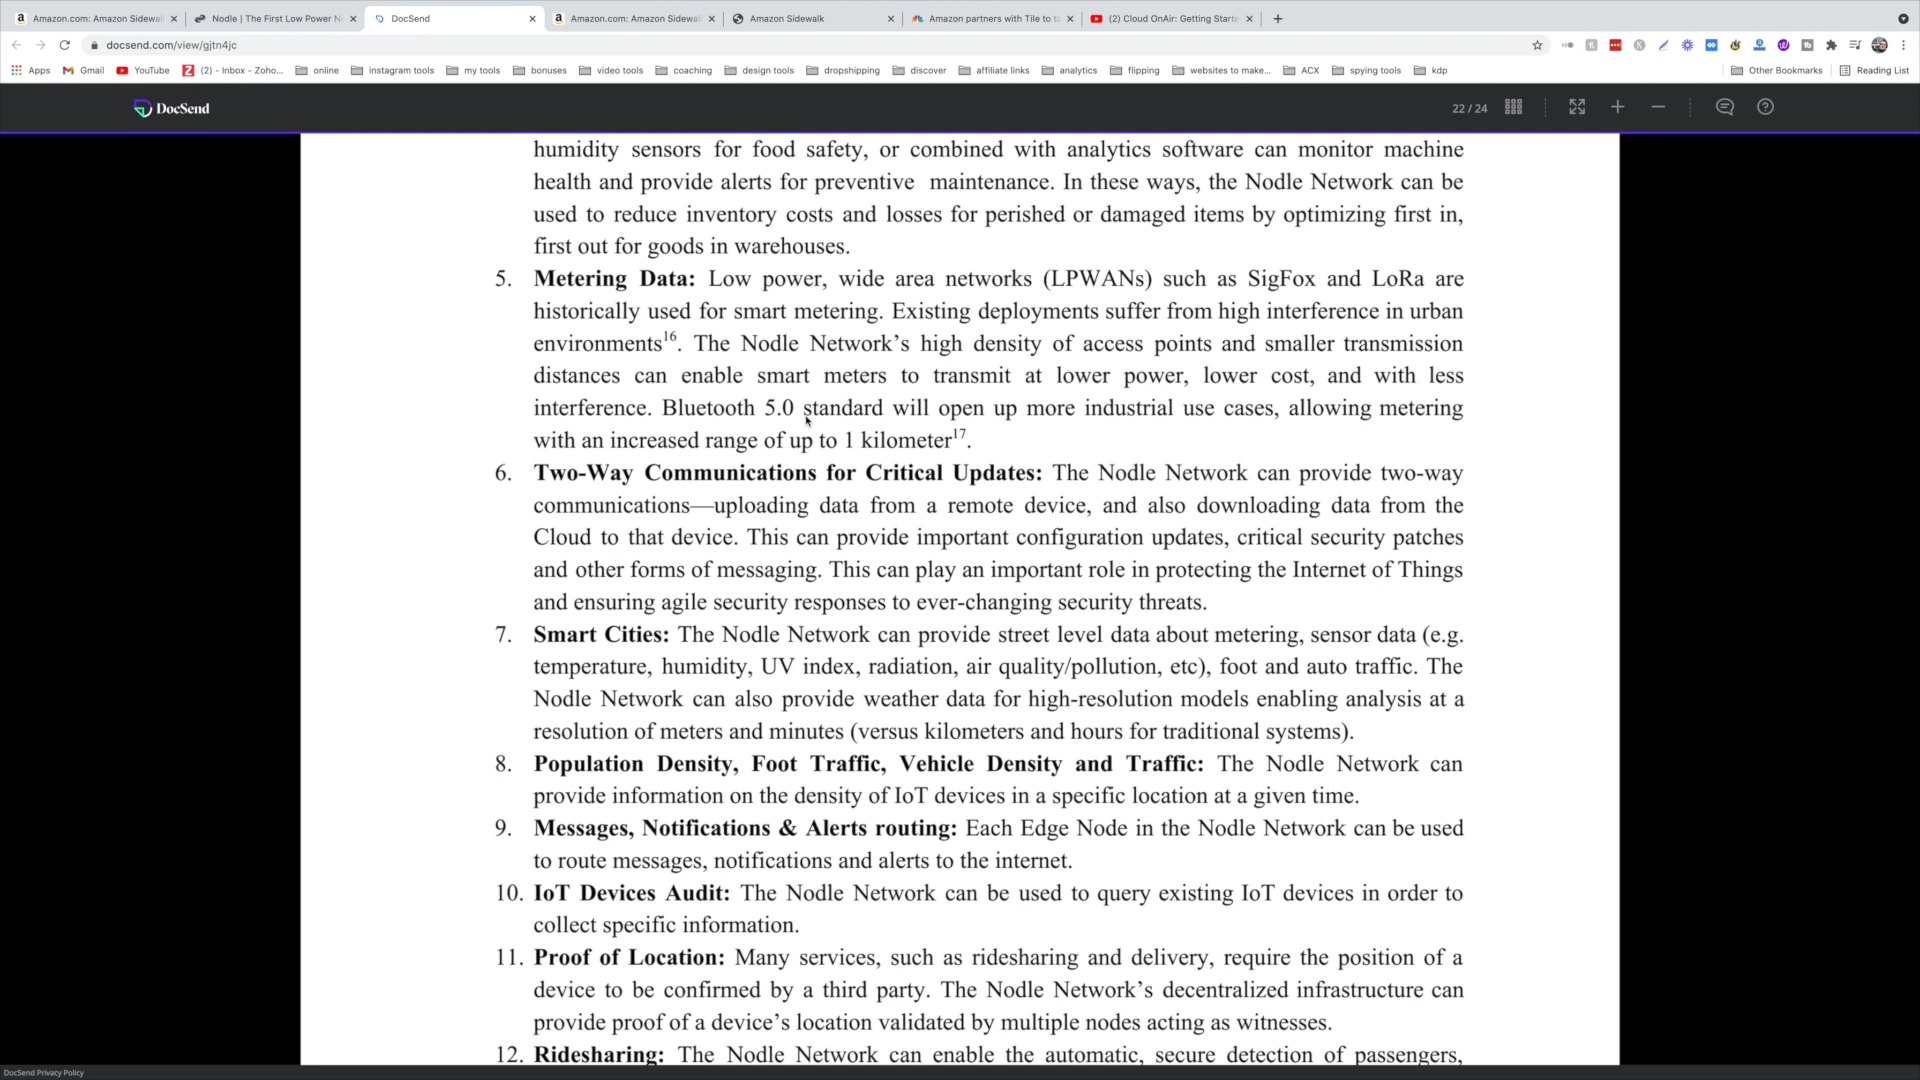 Amazon.com: Amazon Sidewal
Nodle | The First Low Power N
DocSend
Amazon.com: Amazon Sidewa
Amazon Sidewalk
Amazon partners with Tile to t
(2) Cloud OnAir: Getting Starte
docsend.com/view/gjtn4jc
Apps
Gmail
YouTube
(2) - Inbox - Zoho...
online
instagram tools
my tools
bonuses
video tools
coaching
design tools
dropshipping
discover
affiliate links
analytics
flipping
websites to make...
ACX
spying tools
kdp
Other Bookmarks
Reading List
DocSend
22 / 24
humidity sensors for food safety, or combined with analytics software can monitor machine
health and provide alerts for preventive maintenance. In these ways, the Nodle Network can be
used to reduce inventory costs and losses for perished or damaged items by optimizing first in,
first out for goods in warehouses.
5. Metering Data: Low power, wide area networks (LPWANs) such as SigFox and LoRa are
historically used for smart metering. Existing deployments suffer from high interference in urban
environments16. The Nodle Network’s high density of access points and smaller transmission
distances can enable smart meters to transmit at lower power, lower cost, and with less
interference. Bluetooth 5.0 standard will open up more industrial use cases, allowing metering
with an increased range of up to 1 kilometer17.
6. Two-Way Communications for Critical Updates: The Nodle Network can provide two-way
communications—uploading data from a remote device, and also downloading data from the
Cloud to that device. This can provide important configuration updates, critical security patches
and other forms of messaging. This can play an important role in protecting the Internet of Things
and ensuring agile security responses to ever-changing security threats.
7. Smart Cities: The Nodle Network can provide street level data about metering, sensor data (e.g.
temperature, humidity, UV index, radiation, air quality/pollution, etc), foot and auto traffic. The
Nodle Network can also provide weather data for high-resolution models enabling analysis at a
resolution of meters and minutes (versus kilometers and hours for traditional systems).
8. Population Density, Foot Traffic, Vehicle Density and Traffic: The Nodle Network can
provide information on the density of IoT devices in a specific location at a given time.
9. Messages, Notifications & Alerts routing: Each Edge Node in the Nodle Network can be used
to route messages, notifications and alerts to the internet.
10. IoT Devices Audit: The Nodle Network can be used to query existing IoT devices in order to
collect specific information.
11. Proof of Location: Many services, such as ridesharing and delivery, require the position of a
device to be confirmed by a third party. The Nodle Network’s decentralized infrastructure can
provide proof of a device’s location validated by multiple nodes acting as witnesses.
12. Ridesharing: The Nodle Network can enable the automatic, secure detection of passengers,
DocSend Privacy Policy